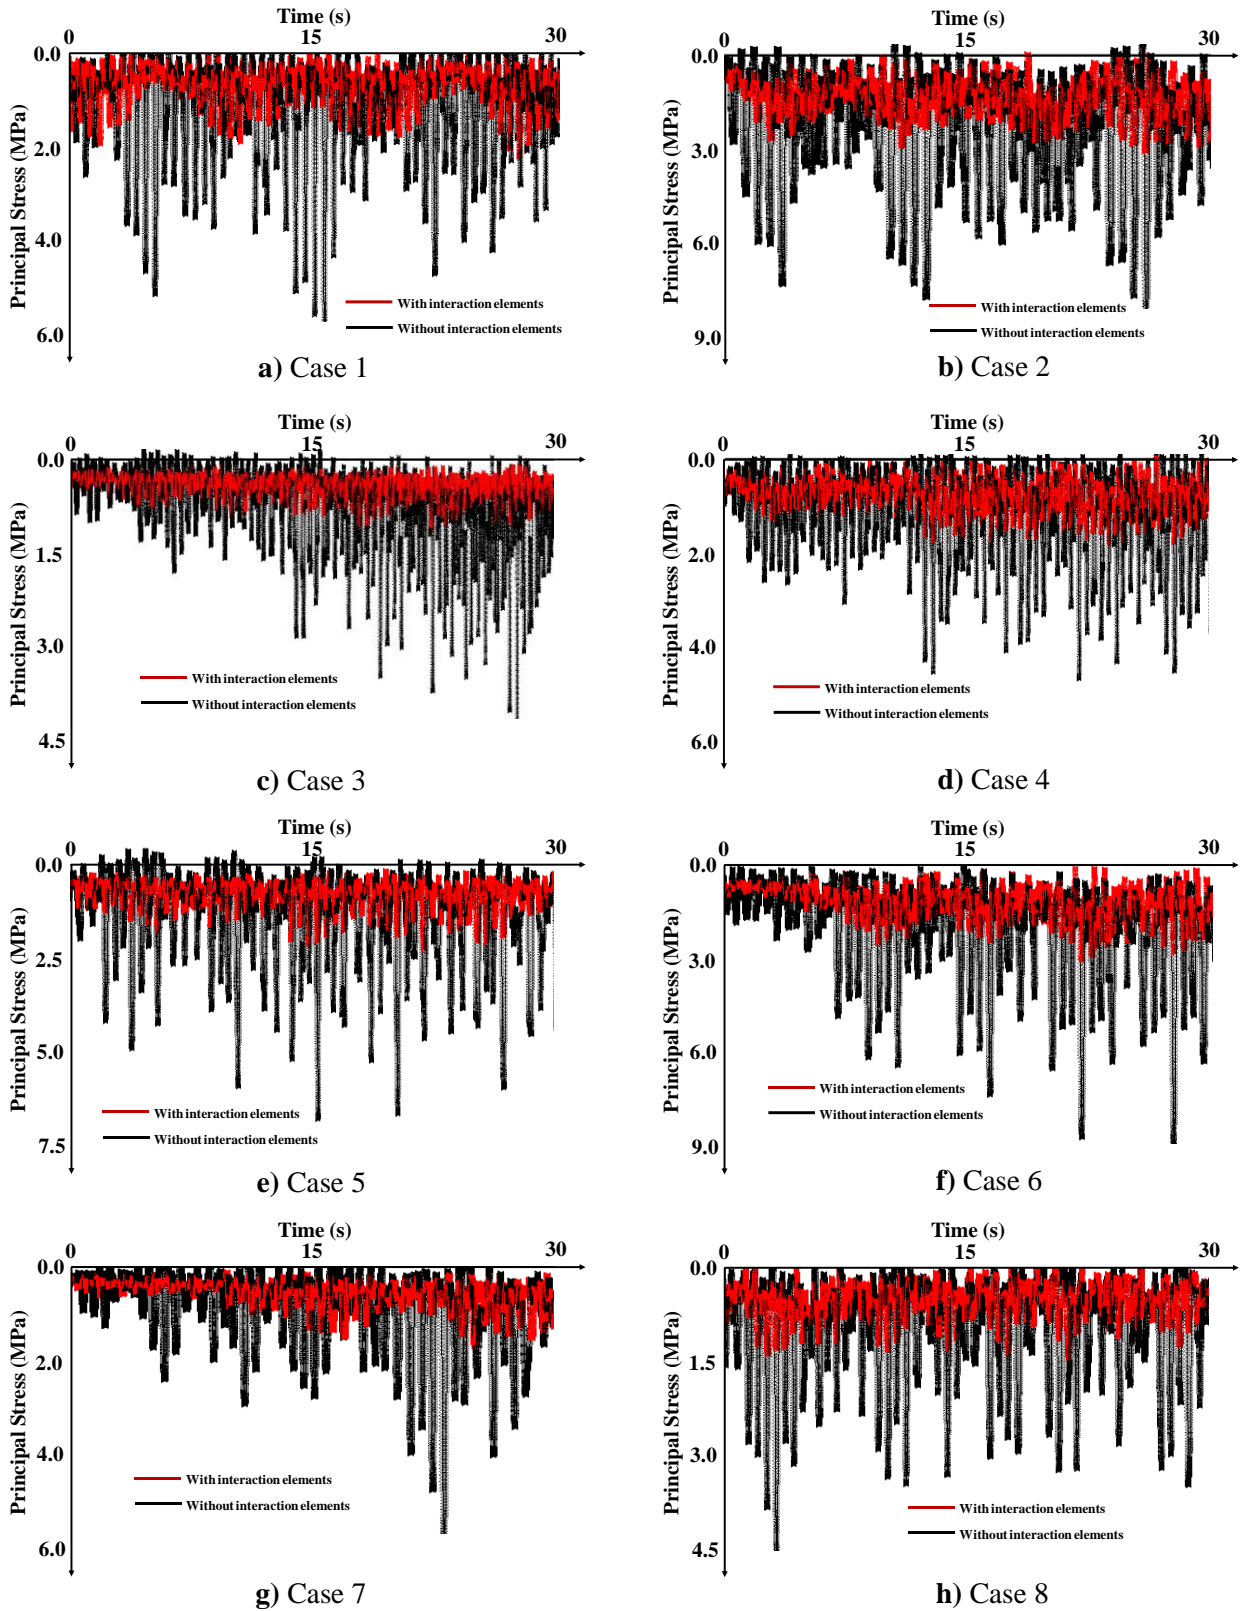 Time (s)
0 15 30
0.0
2.0
4.0
6.0
Principal Stress (MPa)
With interaction elements
Without interaction elements
a) Case 1
Time (s)
0 15 30
0.0
3.0
6.0
9.0
Principal Stress (MPa)
With interaction elements
Without interaction elements
b) Case 2
Time (s)
0 15 30
0.0
1.5
3.0
4.5
Principal Stress (MPa)
With interaction elements
Without interaction elements
c) Case 3
Time (s)
0 15 30
0.0
2.0
4.0
6.0
Principal Stress (MPa)
With interaction elements
Without interaction elements
d) Case 4
Time (s)
0 15 30
0.0
2.5
5.0
7.5
Principal Stress (MPa)
With interaction elements
Without interaction elements
e) Case 5
Time (s)
0 15 30
0.0
3.0
6.0
9.0
Principal Stress (MPa)
With interaction elements
Without interaction elements
f) Case 6
Time (s)
0 15 30
0.0
2.0
4.0
6.0
Principal Stress (MPa)
With interaction elements
Without interaction elements
g) Case 7
Time (s)
0 15 30
0.0
1.5
3.0
4.5
Principal Stress (MPa)
With interaction elements
Without interaction elements
h) Case 8